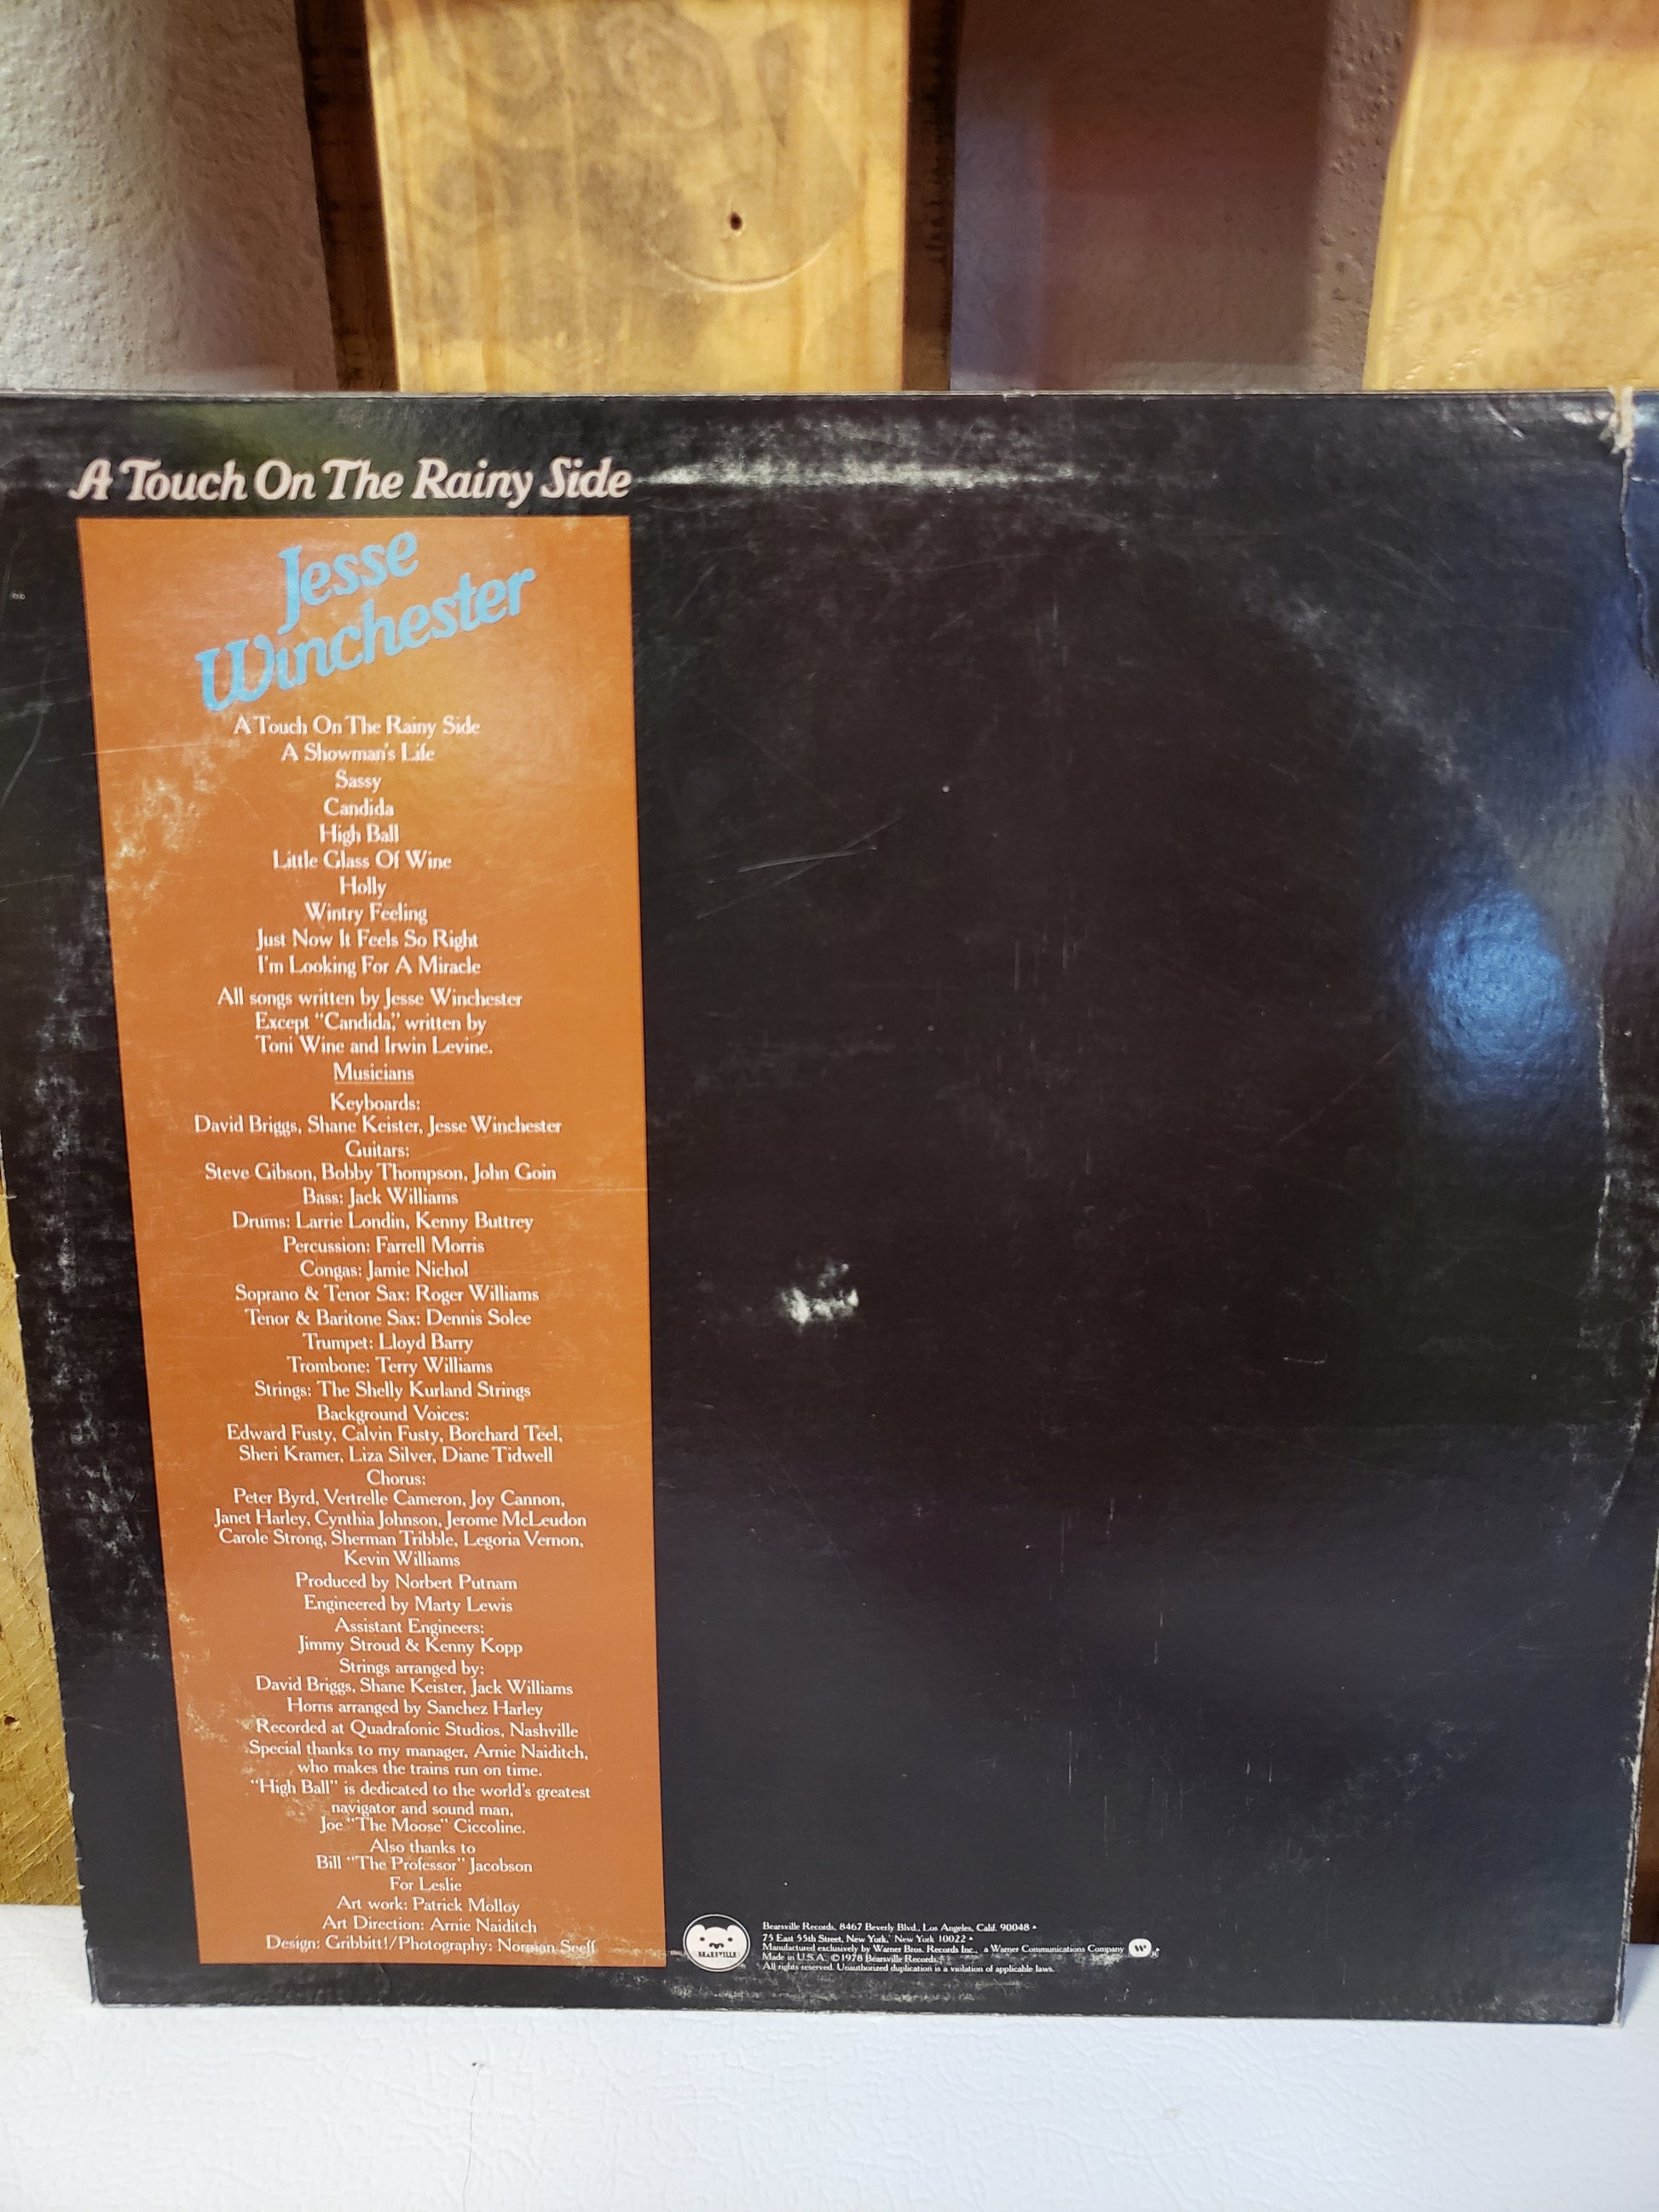 A Touch On The Rainy Side
Jesse
Winchester
A Touch On The Rainy Side
A Showman's Life
Sassy
Candida
High Ball
Little Glass Of Wine
Holly
Wintry Feeling
Just Now It Feels So Right
I'm Looking For A Miracle
All songs written by Jesse Winchester
Except "Candida," written by
Toni Wine and Irwin Levine.
Musicians
Keyboards:
David Briggs, Shane Keister, Jesse Winchester
Guitars:
Steve Gibson, Bobby Thompson, John Goin
Bass: Jack Williams
Drums: Larrie Londin, Kenny Buttrey
Percussion: Farrell Morris
Congas: Jamie Nichol
Soprano & Tenor Sax: Roger Williams
Tenor & Baritone Sax: Dennis Solee
Trumpet: Lloyd Barry
Trombone: Terry Williams
Strings: The Shelly Kurland Strings
Background Voices:
Edward Fusty, Calvin Fusty, Borchard Teel,
Sheri Kramer, Liza Silver, Diane Tidwell
Chorus:
Peter Byrd, Vertrelle Cameron, Joy Cannon,
Janet Harley, Cynthia Johnson, Jerome McLeudon
Carole Strong, Sherman Tribble, Legoria Vernon,
Kevin Williams
Produced by Norbert Putnam
Engineered by Marty Lewis
Assistant Engineers:
Jimmy Stroud & Kenny Kopp
Strings arranged by:
David Briggs, Shane Keister, Jack Williams
Horns arranged by Sanchez Harley
Recorded at Quadrafonic Studios, Nashville
Special thanks to my manager, Arnie Naiditch,
who makes the trains run on time.
"High Ball" is dedicated to the world's greatest
navigator and sound man,
Joe "The Moose" Ciccoline.
Also thanks to
Bill "The Professor" Jacobson
For Leslie
Art work: Patrick Molloy
Art Direction: Arnie Naiditch
Design: Gribbitt!/Photography: Norman Seeff
BEARSVILLE
Bearsville Records, 8467 Beverly Blvd., Los Angeles, Calif. 90048 •
75 East 55th Street, New York, New York 10022 •
Manufactured exclusively by Warner Bros. Records Inc., a Warner Communications Company W ®
Made in U.S.A. ©1978 Bearsville Records.
All rights reserved. Unauthorized duplication is a violation of applicable laws.